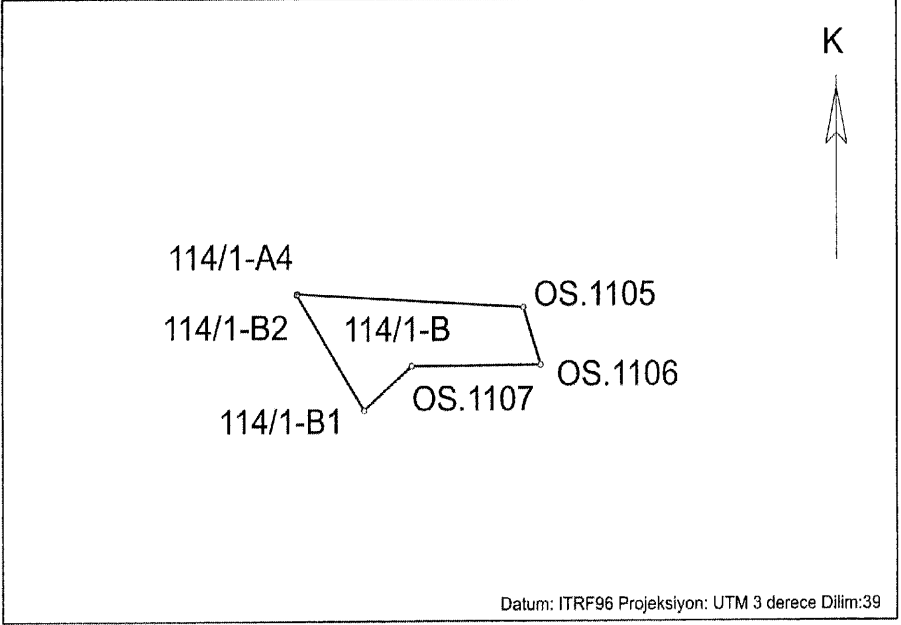 K
114/1-A4
OS.1105
114/1-B2
114/1-B
OS.1106
OS.1107
114/1-B1
Datum: ITRF96 Projeksiyon: UTM 3 derece Dilim:39